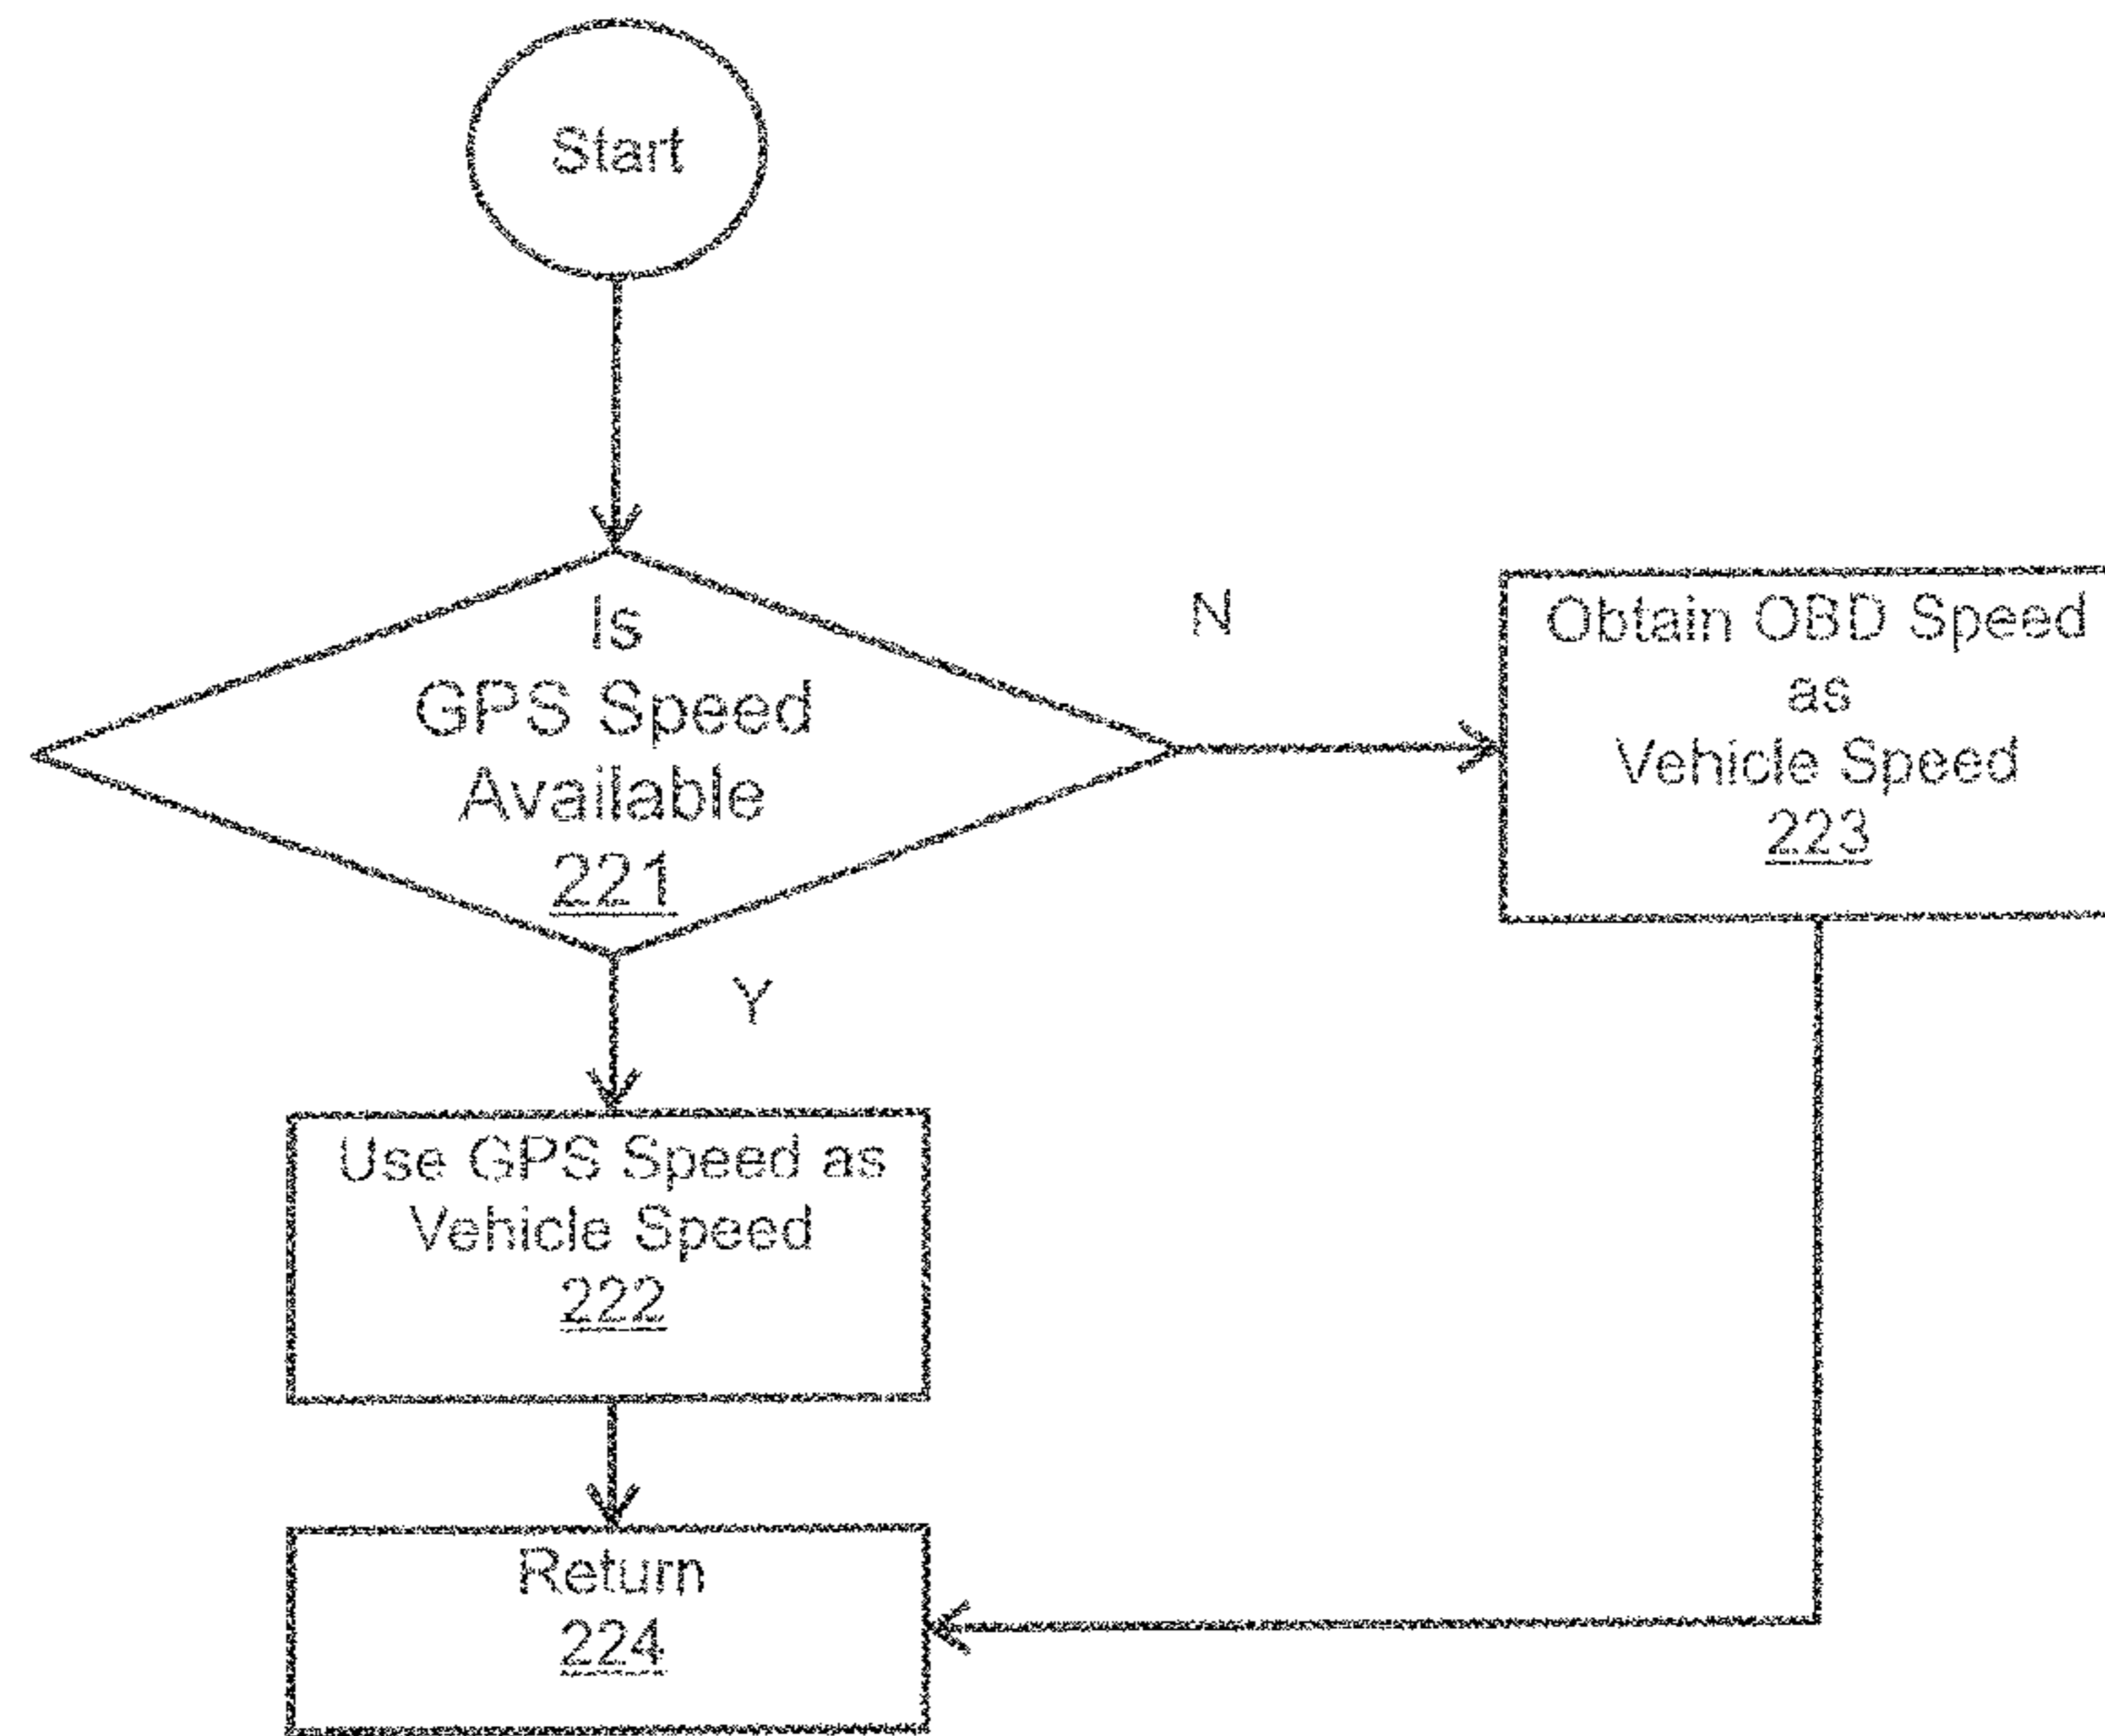 Start
Is
GPS Speed
Available
221
N
Obtain OBD Speed
as
Vehicle Speed
223
Y
Use GPS Speed as
Vehicle Speed
222
Return
224